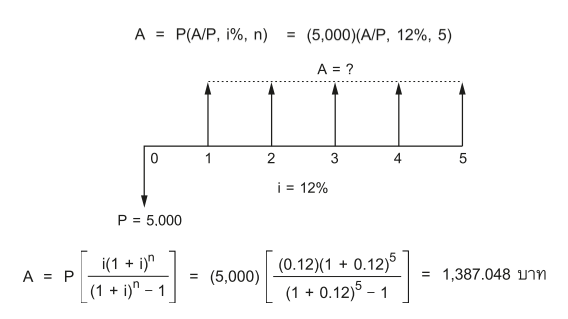 A = P(A/P, i%, n) = (5,000)(A/P, 12%, 5)
A = ?
0 1 2 3 4 5
i = 12%
P = 5,000
A = P [ i(1 + i)^n / (1 + i)^n − 1 ] = (5,000) [ (0.12)(1 + 0.12)^5 / (1 + 0.12)^5 − 1 ] = 1,387.048 บาท